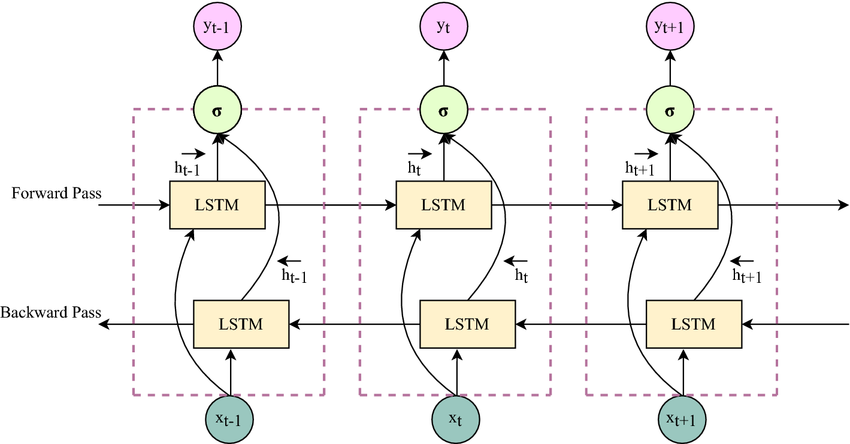 yt-1 yt yt+1
σ σ σ
ht-1 ht ht+1
Forward Pass LSTM LSTM LSTM
ht-1 ht ht+1
Backward Pass LSTM LSTM LSTM
xt-1 xt xt+1